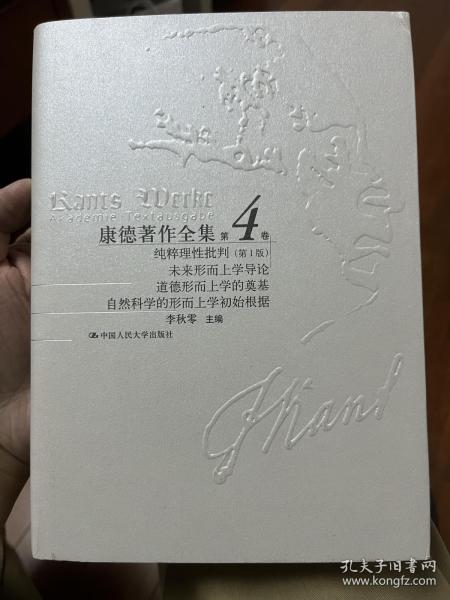 Kants Werke
Akademie Textausgabe
康德著作全集 第4卷
纯粹理性批判(第1版)
未来形而上学导论
道德形而上学的奠基
自然科学的形而上学初始根据
李秋零 主编
中国人民大学出版社
JKant
孔夫子旧书网
www.kongfz.com